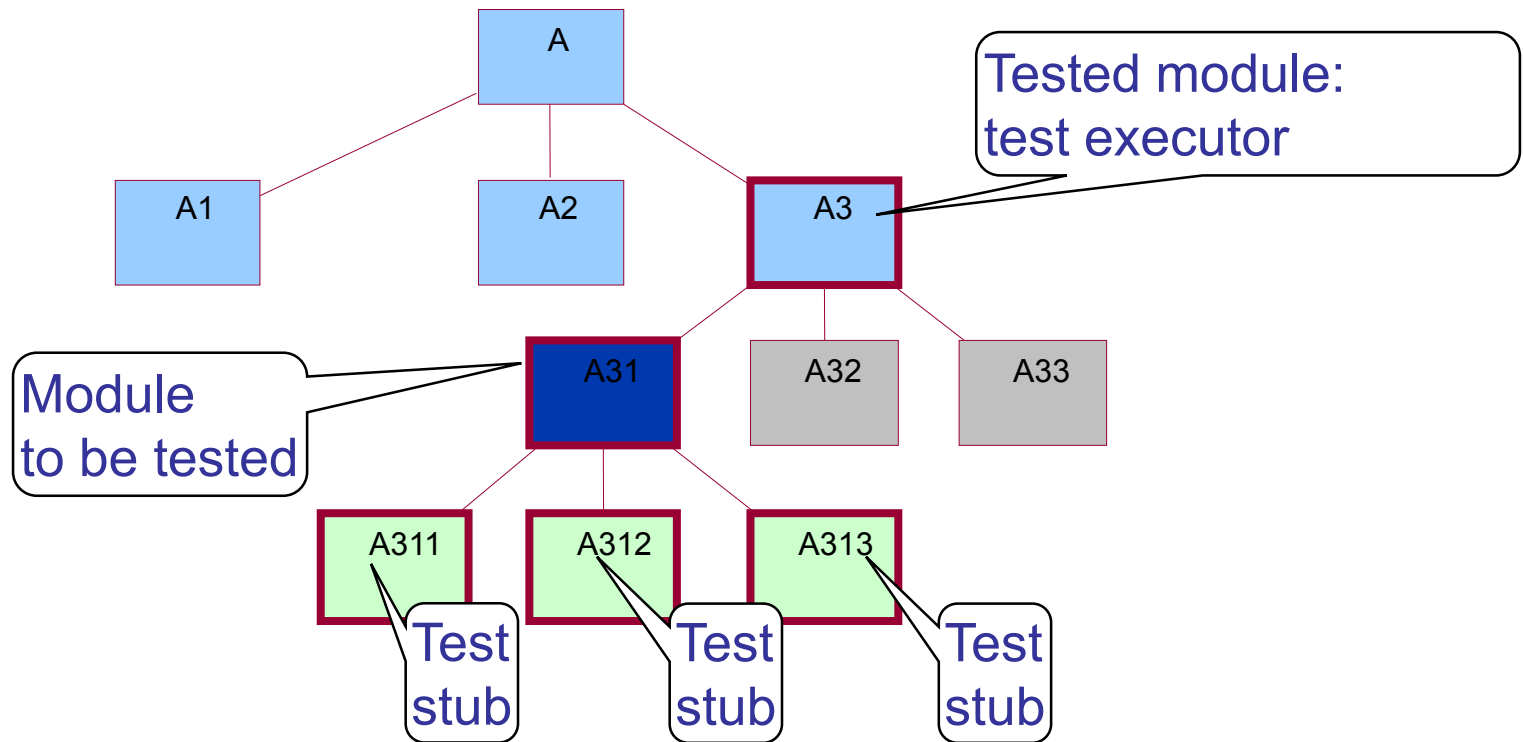 A
Tested module:
test executor
A1
A2
A3
Module
to be tested
A31
A32
A33
A311
A312
A313
Test
stub
Test
stub
Test
stub